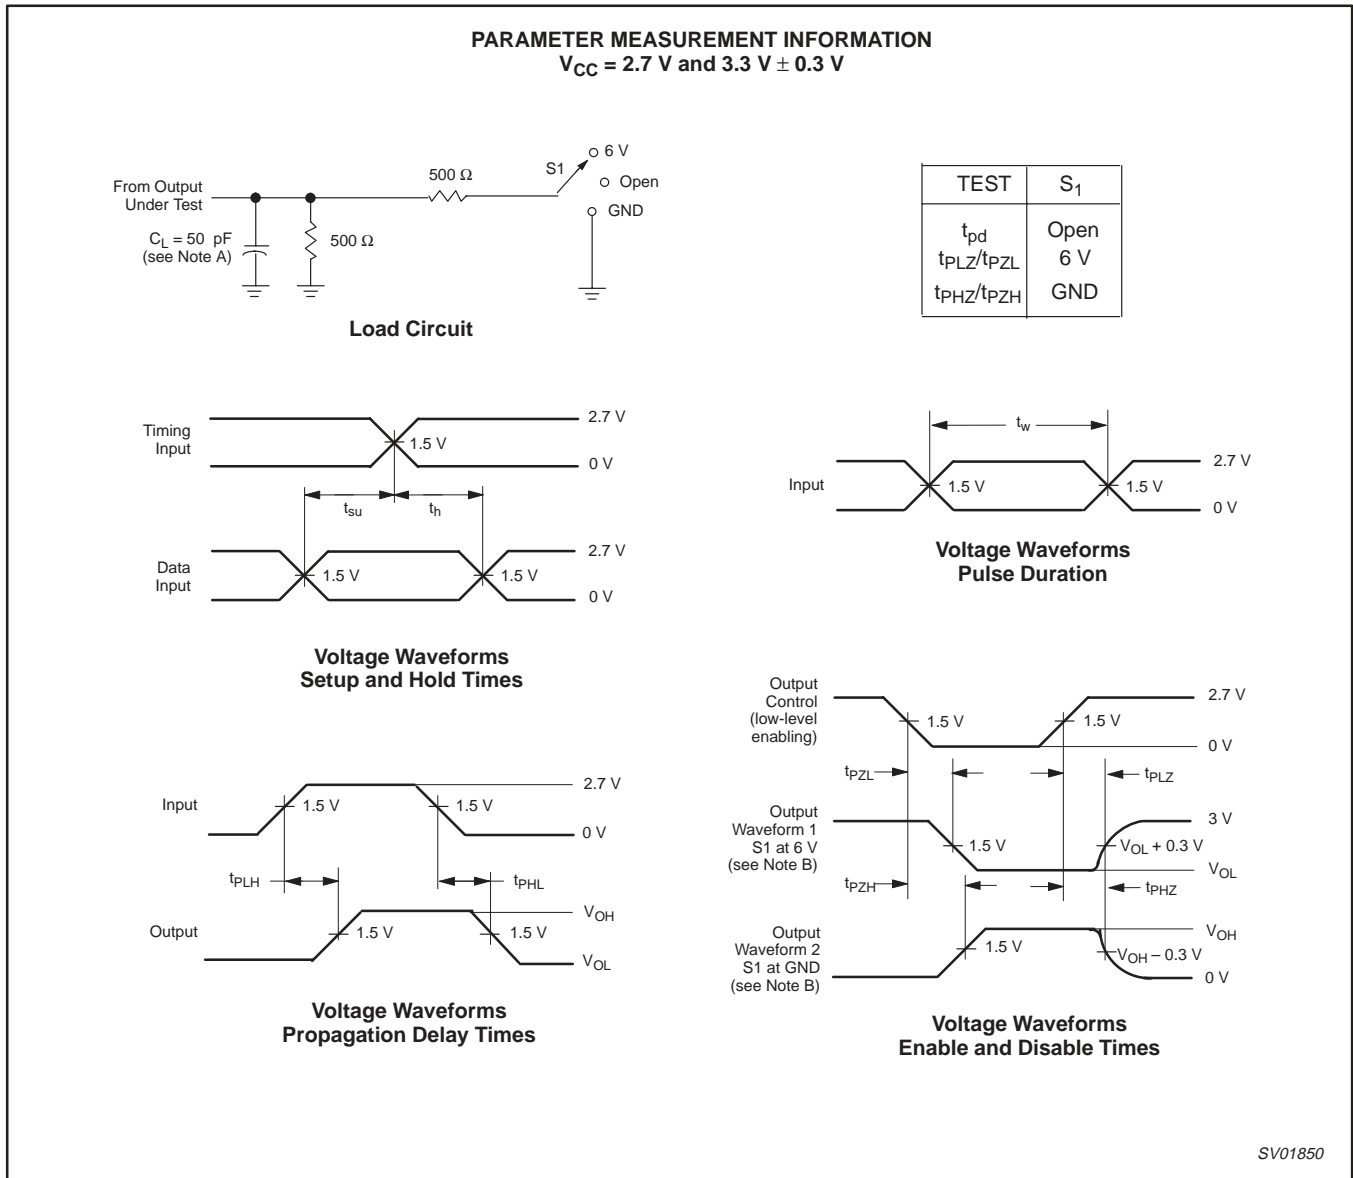 PARAMETER MEASUREMENT INFORMATION
VCC = 2.7 V and 3.3 V ± 0.3 V
From Output
Under Test
CL = 50 pF
(see Note A)
500 Ω
500 Ω
S1
6 V
Open
GND
Load Circuit
TEST S1
tpd Open
tPLZ/tPZL 6 V
tPHZ/tPZH GND
Timing
Input
1.5 V
2.7 V
0 V
tsu
th
Data
Input
1.5 V
1.5 V
2.7 V
0 V
Voltage Waveforms
Setup and Hold Times
tw
Input
1.5 V
1.5 V
2.7 V
0 V
Voltage Waveforms
Pulse Duration
Input
1.5 V
1.5 V
2.7 V
0 V
tPLH
tPHL
Output
1.5 V
1.5 V
VOH
VOL
Voltage Waveforms
Propagation Delay Times
Output
Control
(low-level
enabling)
1.5 V
1.5 V
2.7 V
0 V
tPZL
tPLZ
Output
Waveform 1
S1 at 6 V
(see Note B)
1.5 V
3 V
VOL + 0.3 V
VOL
tPZH
tPHZ
Output
Waveform 2
S1 at GND
(see Note B)
1.5 V
VOH
VOH – 0.3 V
0 V
Voltage Waveforms
Enable and Disable Times
SV01850